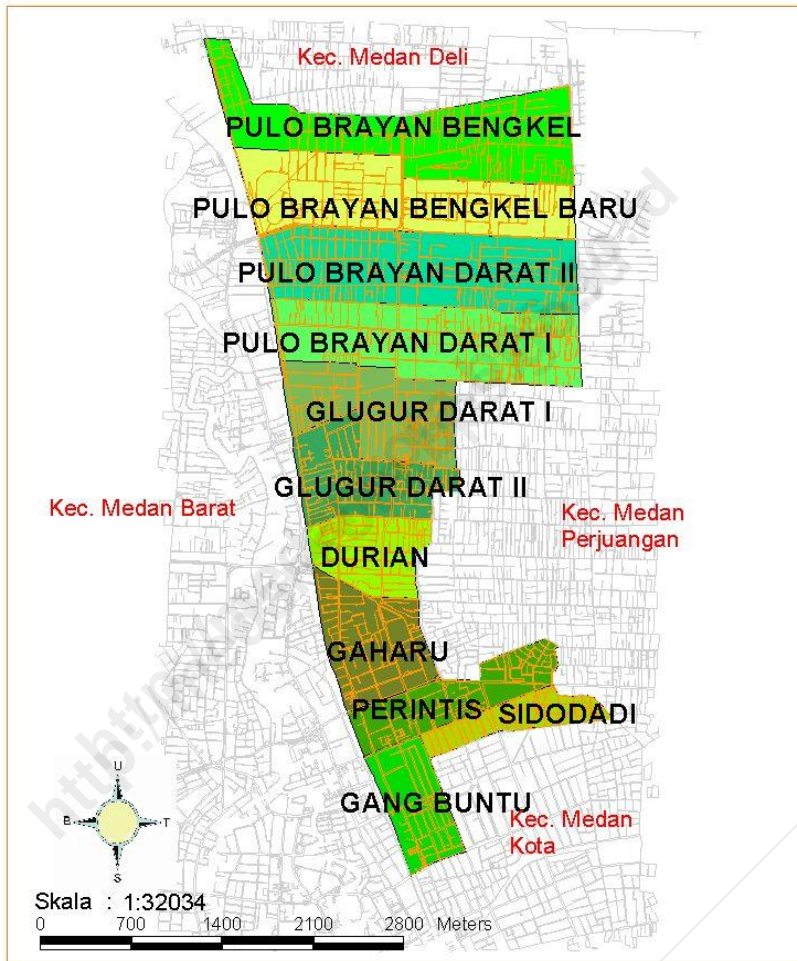 Kec. Medan Deli
PULO BRAYAN BENGKEL
PULO BRAYAN BENGKEL BARU
PULO BRAYAN DARAT II
PULO BRAYAN DARAT I
GLUGUR DARAT I
GLUGUR DARAT II
Kec. Medan Barat
Kec. Medan
Perjuangan
DURIAN
GAHARU
PERINTIS
SIDODADI
GANG BUNTU
Kec. Medan
Kota
U
B
T
S
Skala : 1:32034
0 700 1400 2100 2800 Meters